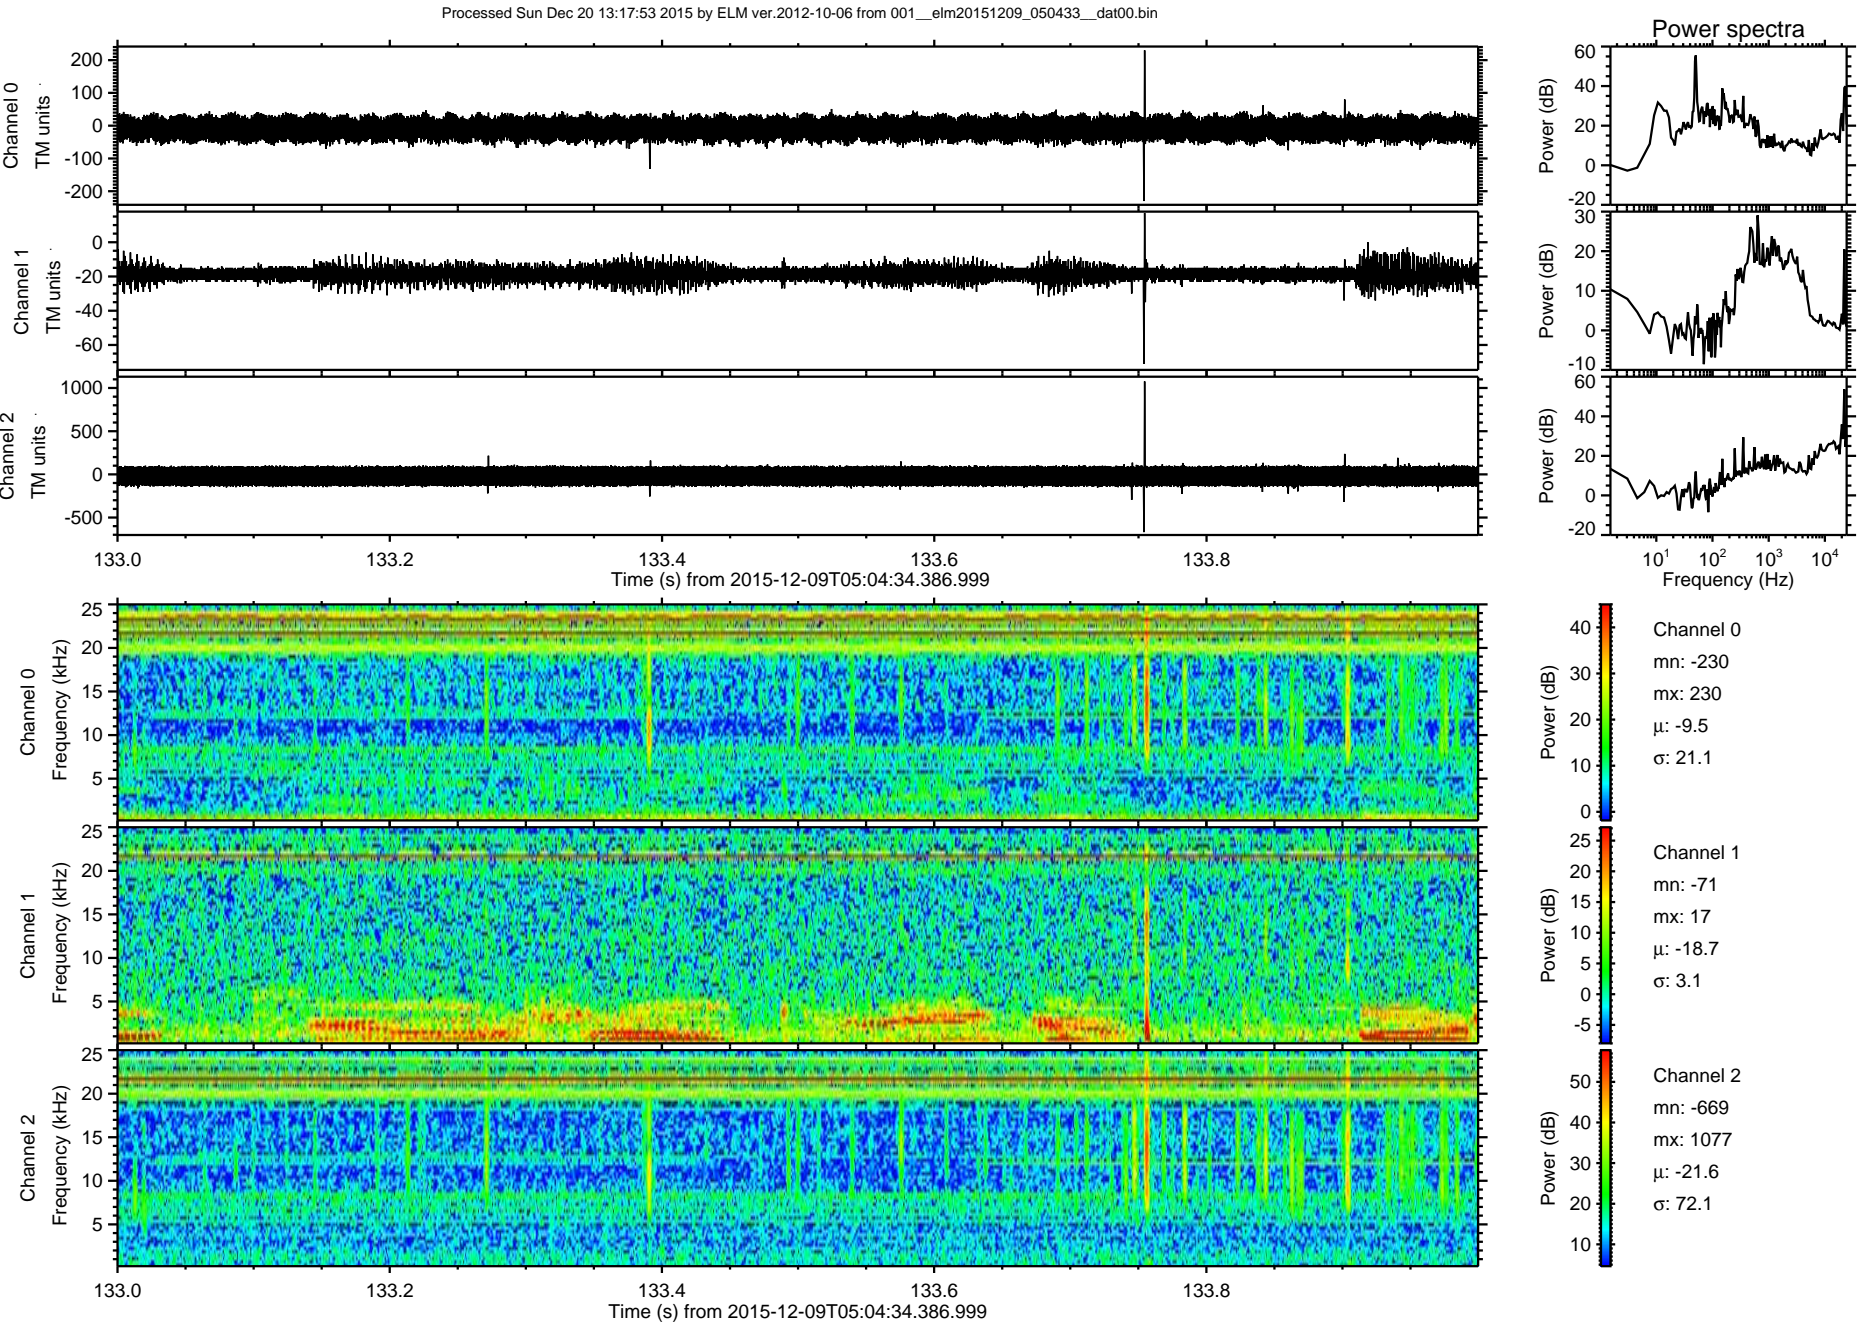 Processed Sun Dec 20 13:17:53 2015 by ELM ver.2012-10-06 from 001__elm20151209_050433__dat00.bin
Power spectra
Channel 0
TM units
200
100
0
-100
-200
Power (dB)
60
40
20
0
-20
Channel 1
TM units
0
-20
-40
-60
Power (dB)
30
20
10
0
-10
Channel 2
TM units
1000
500
0
-500
Power (dB)
60
40
20
0
-20
133.0 133.2 133.4 133.6 133.8
Time (s) from 2015-12-09T05:04:34.386.999
10^1 10^2 10^3 10^4
Frequency (Hz)
Channel 0
Frequency (kHz)
25
20
15
10
5
Power (dB)
40
30
20
10
0
Channel 0
mn: -230
mx: 230
μ: -9.5
σ: 21.1
Channel 1
Frequency (kHz)
25
20
15
10
5
Power (dB)
25
20
15
10
5
0
-5
Channel 1
mn: -71
mx: 17
μ: -18.7
σ: 3.1
Channel 2
Frequency (kHz)
25
20
15
10
5
Power (dB)
50
40
30
20
10
Channel 2
mn: -669
mx: 1077
μ: -21.6
σ: 72.1
133.0 133.2 133.4 133.6 133.8
Time (s) from 2015-12-09T05:04:34.386.999